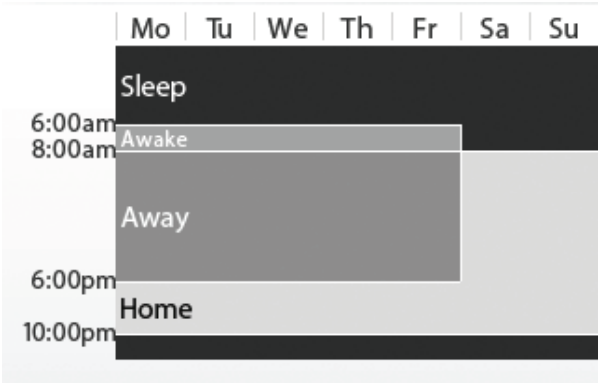 Mo Tu We Th Fr Sa Su
Sleep
6:00am
Awake
8:00am
Away
6:00pm
Home
10:00pm